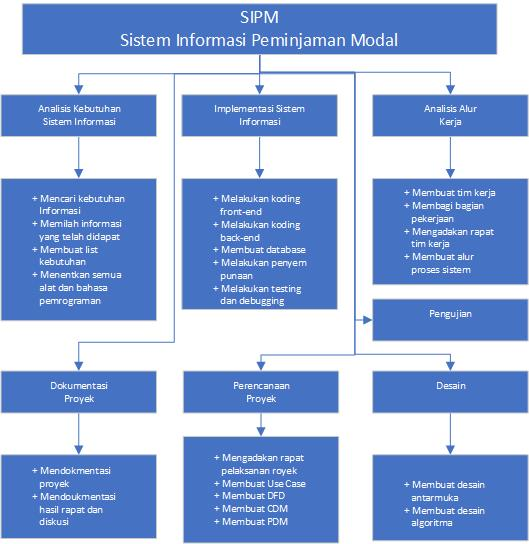 SIPM
Sistem Informasi Peminjaman Modal
Analisis Kebutuhan
Sistem Informasi
Implementasi Sistem
Informasi
Analisis Alur
Kerja
+ Mencari kebutuhan
Informasi
+ Memilah informasi
yang telah didapat
+ Membuat list
kebutuhan
+ Menentkan semua
alat dan bahasa
pemrograman
+ Melakukan koding
front-end
+ Melakukan koding
back-end
+ Membuat database
+ Melakukan penyem
punaan
+ Melakukan testing
dan debugging
+ Membuat tim kerja
+ Membagi bagian
pekerjaan
+ Mengadakan rapat
tim kerja
+ Membuat alur
proses sistem
Pengujian
Dokumentasi
Proyek
Perencanaan
Proyek
Desain
+ Mendokmentasi
proyek
+ Mendoukmentasi
hasil rapat dan
diskusi
+ Mengadakan rapat
pelaksanan royek
+ Membuat Use Case
+ Membuat DFD
+ Membuat CDM
+ Membuat PDM
+ Membuat desain
antarmuka
+ Membuat desain
algoritma